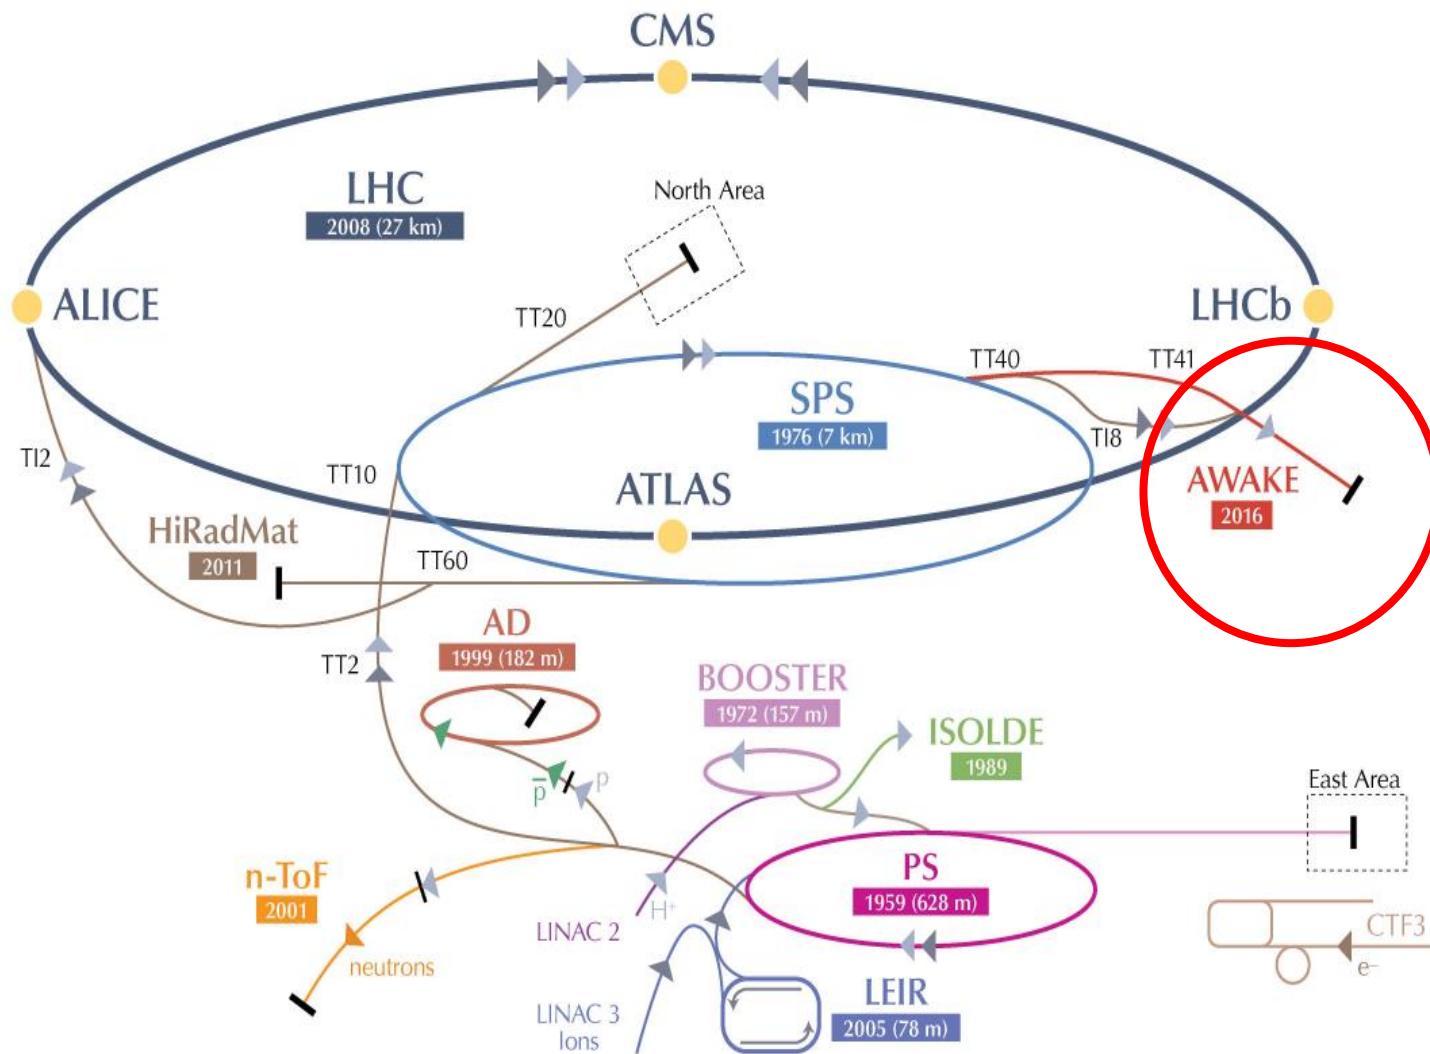 CMS
LHC
2008 (27 km)
North Area
ALICE
TT20
LHCb
TT40
TT41
SPS
1976 (7 km)
TI8
TI2
TT10
ATLAS
AWAKE
2016
HiRadMat
2011
TT60
AD
1999 (182 m)
TT2
BOOSTER
1972 (157 m)
ISOLDE
1989
East Area
p̅
p
n-ToF
2001
PS
1959 (628 m)
H⁺
LINAC 2
CTF3
e⁻
neutrons
LEIR
2005 (78 m)
LINAC 3
Ions